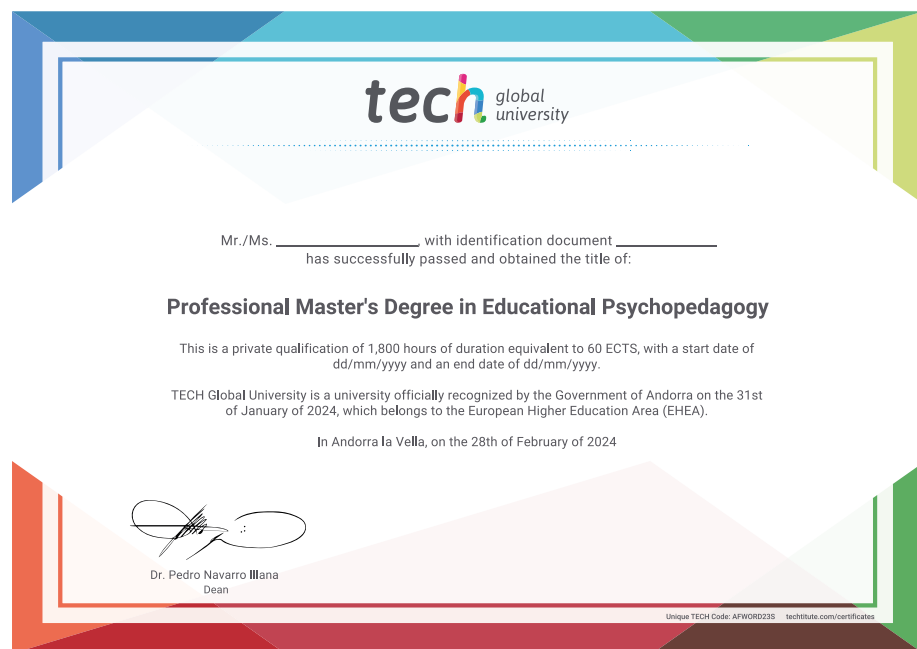 tech global university
Mr./Ms. ____________________, with identification document ______________
has successfully passed and obtained the title of:
Professional Master's Degree in Educational Psychopedagogy
This is a private qualification of 1,800 hours of duration equivalent to 60 ECTS, with a start date of
dd/mm/yyyy and an end date of dd/mm/yyyy.
TECH Global University is a university officially recognized by the Government of Andorra on the 31st
of January of 2024, which belongs to the European Higher Education Area (EHEA).
In Andorra la Vella, on the 28th of February of 2024
Dr. Pedro Navarro Illana
Dean
Unique TECH Code: AFWORD23S techtitute.com/certificates